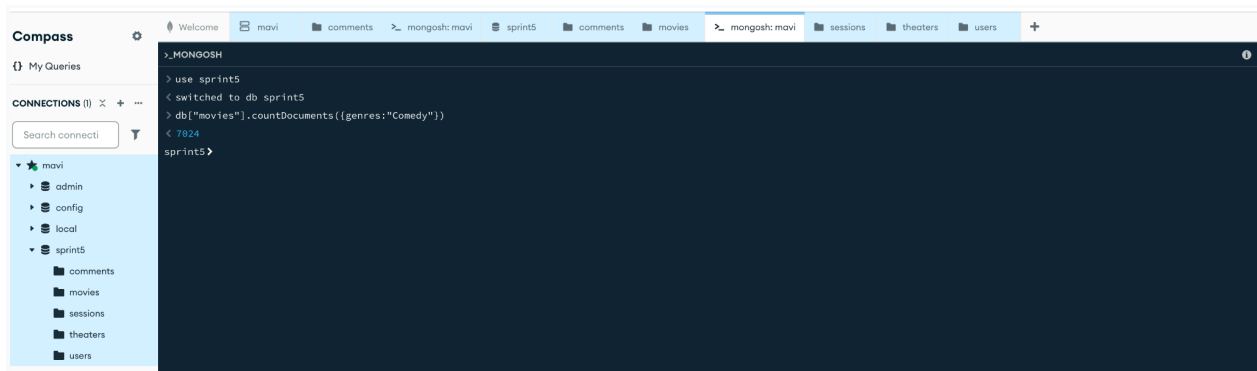 Compass
{} My Queries
CONNECTIONS (1)
Search connecti
mavi
admin
config
local
sprint5
comments
movies
sessions
theaters
users
Welcome mavi comments >_ mongosh: mavi sprint5 comments movies >_ mongosh: mavi sessions theaters users +
>_MONGOSH
> use sprint5
< switched to db sprint5
> db["movies"].countDocuments({genres:"Comedy"})
< 7024
sprint5>